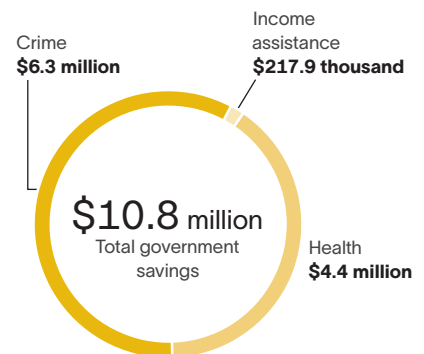 Income
assistance
$217.9 thousand
Crime
$6.3 million
$10.8 million
Total government
savings
Health
$4.4 million